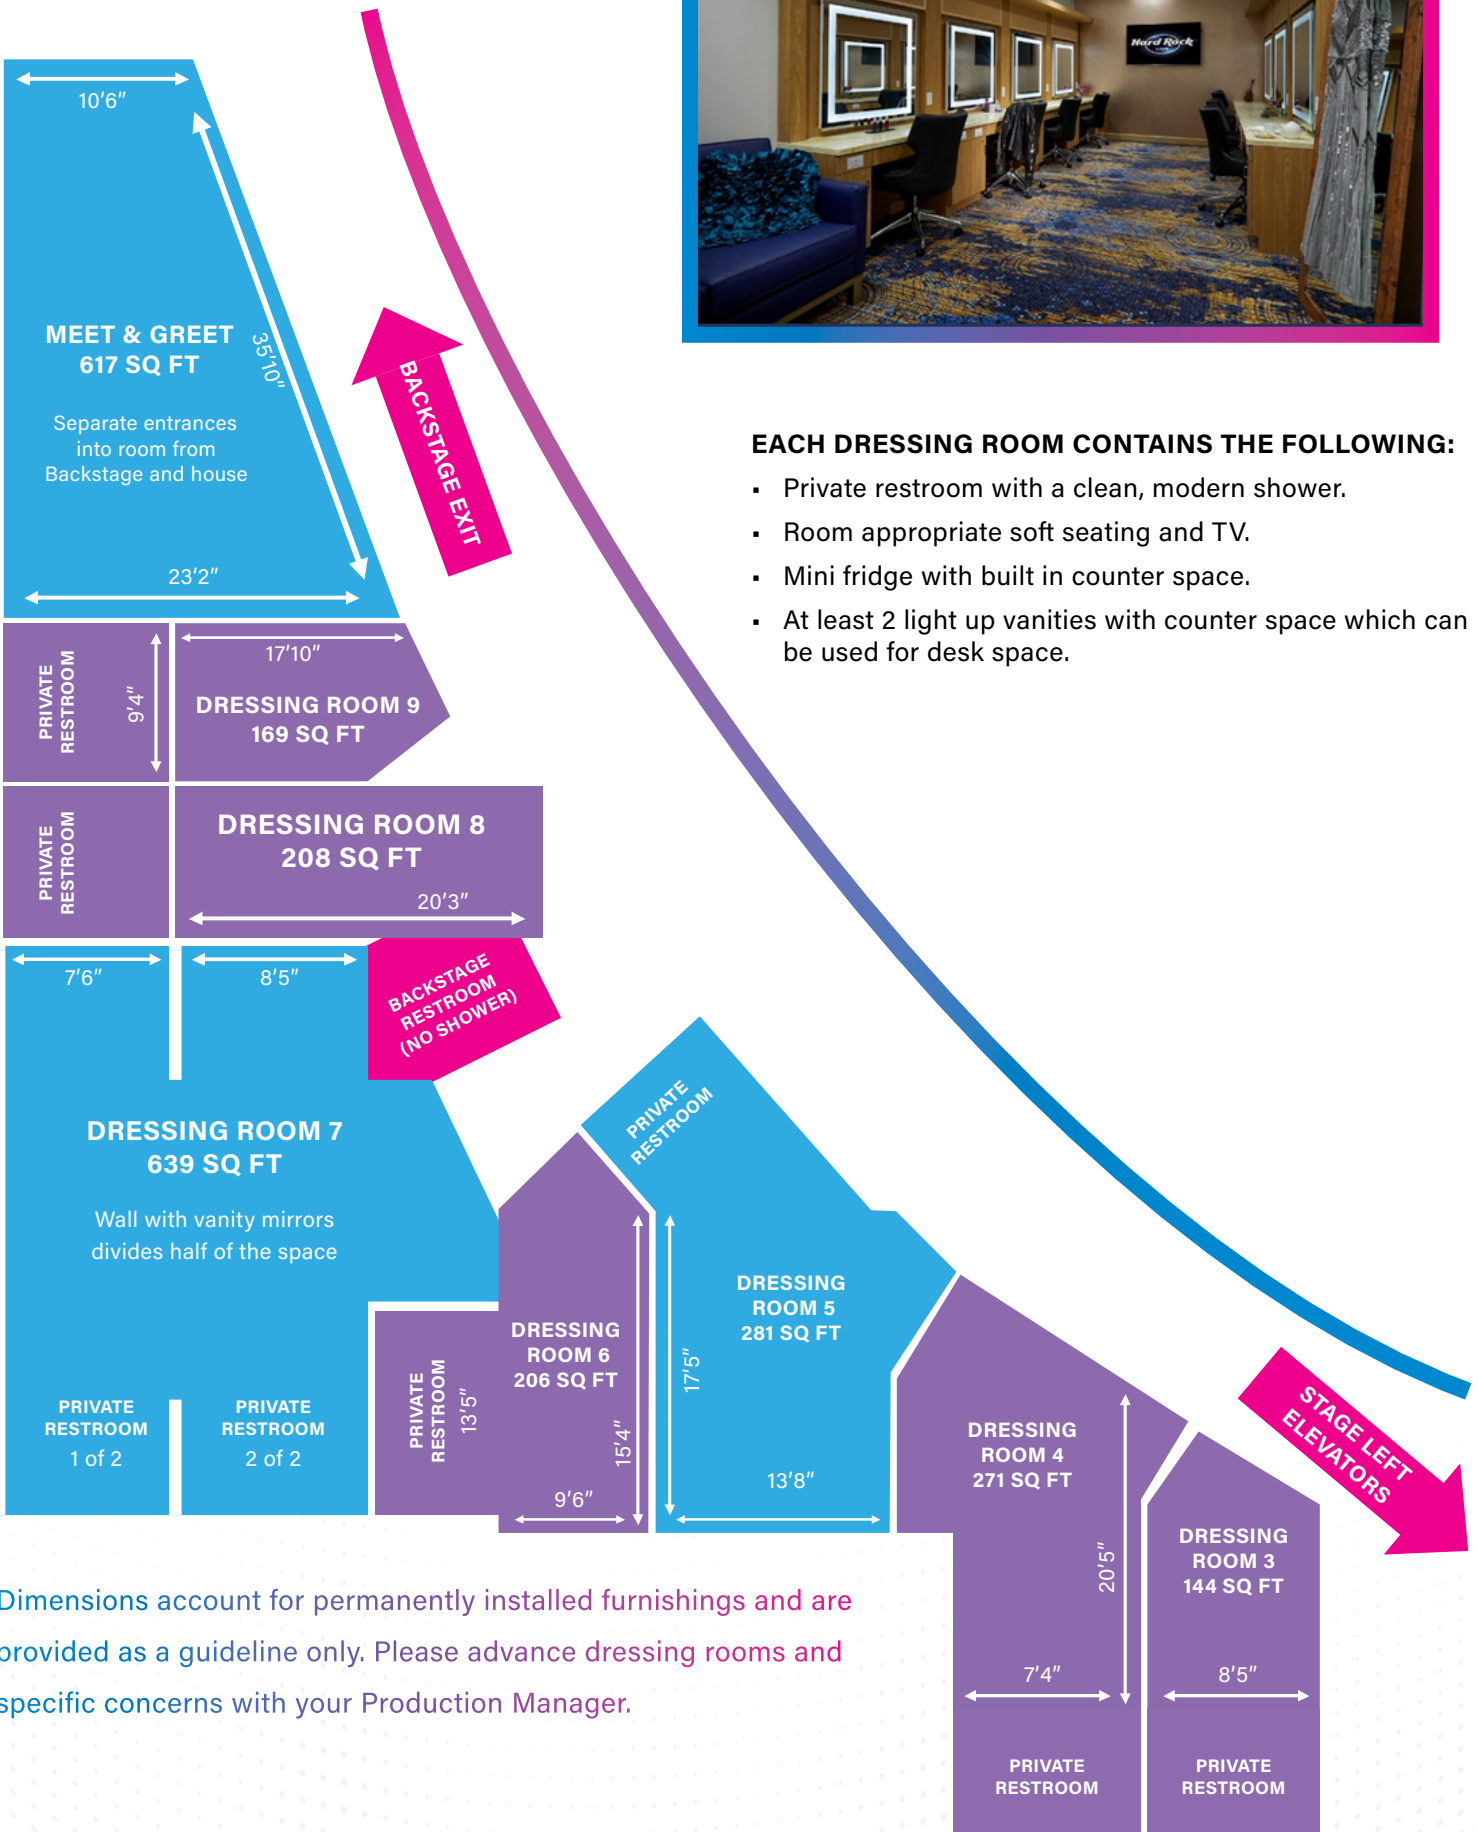 Hard Rock
LIVE
10'6"
MEET & GREET
617 SQ FT
35'10"
Separate entrances
into room from
Backstage and house
23'2"
BACKSTAGE EXIT
EACH DRESSING ROOM CONTAINS THE FOLLOWING:
▪ Private restroom with a clean, modern shower.
▪ Room appropriate soft seating and TV.
▪ Mini fridge with built in counter space.
▪ At least 2 light up vanities with counter space which can
be used for desk space.
PRIVATE
RESTROOM
9'4"
17'10"
DRESSING ROOM 9
169 SQ FT
PRIVATE
RESTROOM
DRESSING ROOM 8
208 SQ FT
20'3"
7'6"
8'5"
BACKSTAGE
RESTROOM
(NO SHOWER)
DRESSING ROOM 7
639 SQ FT
Wall with vanity mirrors
divides half of the space
PRIVATE
RESTROOM
1 of 2
PRIVATE
RESTROOM
2 of 2
PRIVATE
RESTROOM
13'5"
DRESSING
ROOM 6
206 SQ FT
15'4"
9'6"
PRIVATE
RESTROOM
DRESSING
ROOM 5
281 SQ FT
17'5"
13'8"
DRESSING
ROOM 4
271 SQ FT
20'5"
7'4"
PRIVATE
RESTROOM
DRESSING
ROOM 3
144 SQ FT
8'5"
PRIVATE
RESTROOM
STAGE LEFT
ELEVATORS
Dimensions account for permanently installed furnishings and are
provided as a guideline only. Please advance dressing rooms and
specific concerns with your Production Manager.